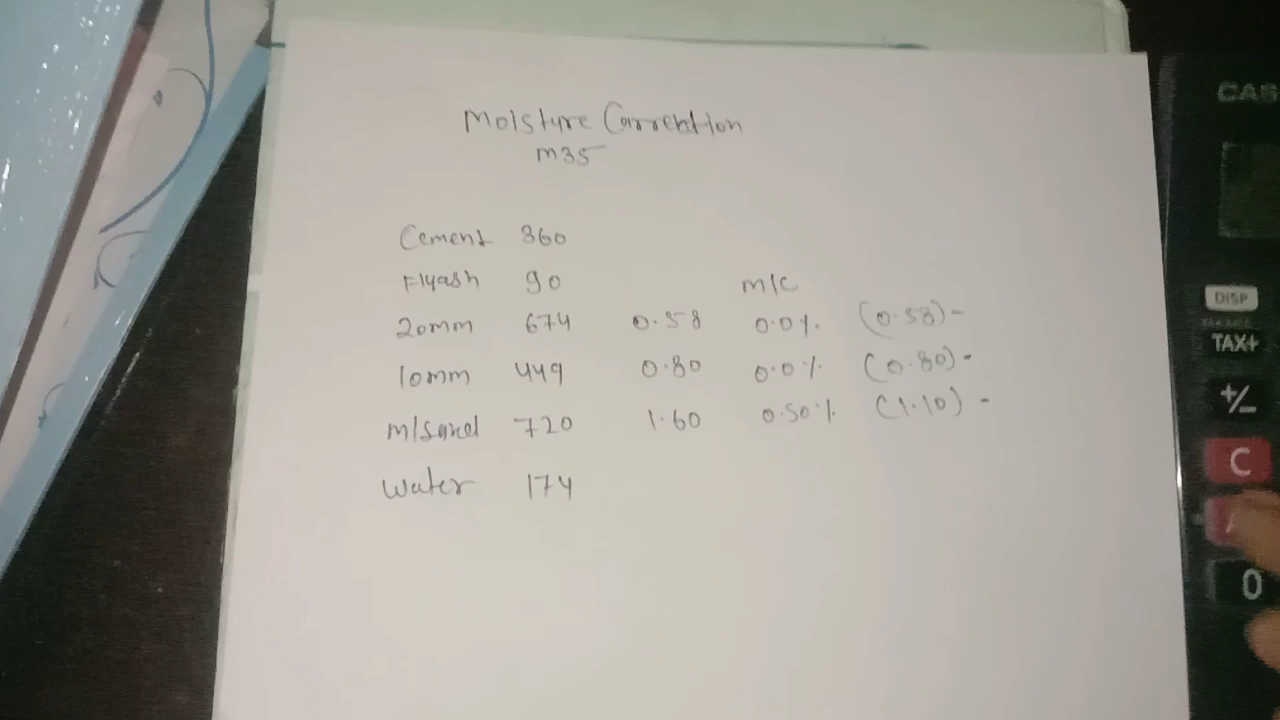 Moisture Correction
M35
Cement 360
Flyash 90 m/c
20mm 674 0.58 0.0%. (0.58)-
10mm 449 0.80 0.0% (0.80)-
m/sand 720 1.60 0.50% (1.10) -
Water 174
CAS
DISP
TAX+
+/-
C
0